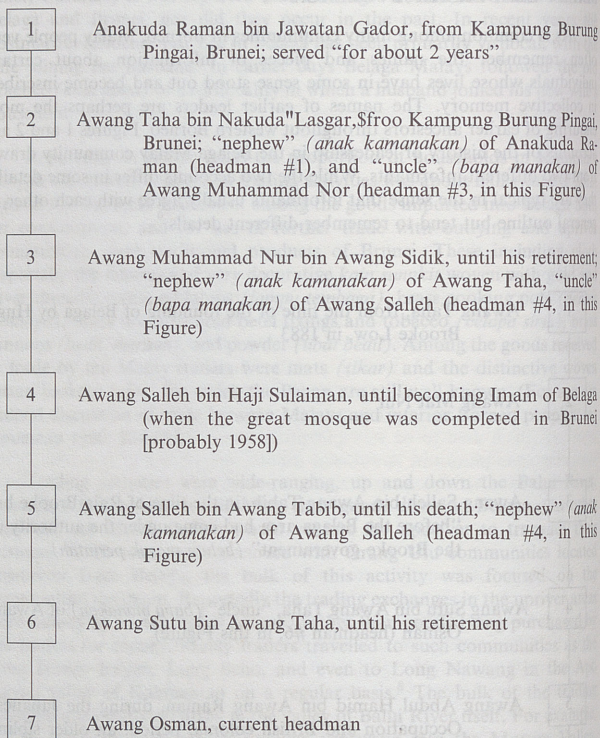 1 Anakuda Raman bin Jawatan Gador, from Kampung Burung
Pingai, Brunei; served “for about 2 years”
2 Awang Taha bin Nakuda"Lasgar,$froo Kampung Burung Pingai,
Brunei; “nephew” (anak kamanakan) of Anakuda Ra-
man (headman #1), and “uncle” (bapa manakan) of
Awang Muhammad Nor (headman #3, in this Figure)
3 Awang Muhammad Nur bin Awang Sidik, until his retirement;
“nephew” (anak kamanakan) of Awang Taha, “uncle”
(bapa manakan) of Awang Salleh (headman #4, in this
Figure)
4 Awang Salleh bin Haji Sulaiman, until becoming Imam of Belaga
(when the great mosque was completed in Brunei
[probably 1958])
5 Awang Salleh bin Awang Tabib, until his death; “nephew” (anak
kamanakan) of Awang Salleh (headman #4, in this
Figure)
6 Awang Sutu bin Awang Taha, until his retirement
7 Awang Osman, current headman